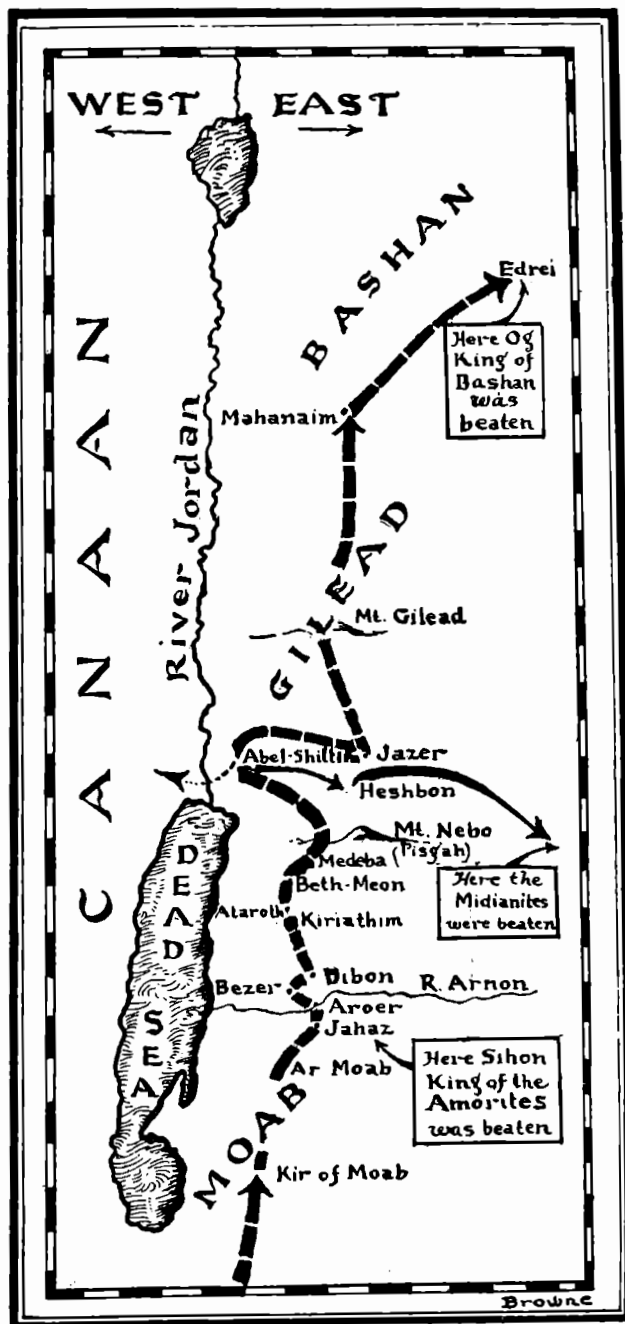 WEST EAST
BASHAN
Edrei
Here Og
King of
Bashan
was
beaten
Mahanaim
CANAAN
River Jordan
GILEAD
Mt. Gilead
Abel-Shittim
Jazer
Heshbon
Mt. Nebo
(Pisgah)
Medeba
Beth-Meon
Here the
Midianites
were beaten
Ataroth
Kiriathim
DEAD SEA
Dibon
Bezer
R. Arnon
Aroer
Jahaz
Here Sihon
King of the
Amorites
was beaten
Ar Moab
MOAB
Kir of Moab
Browne